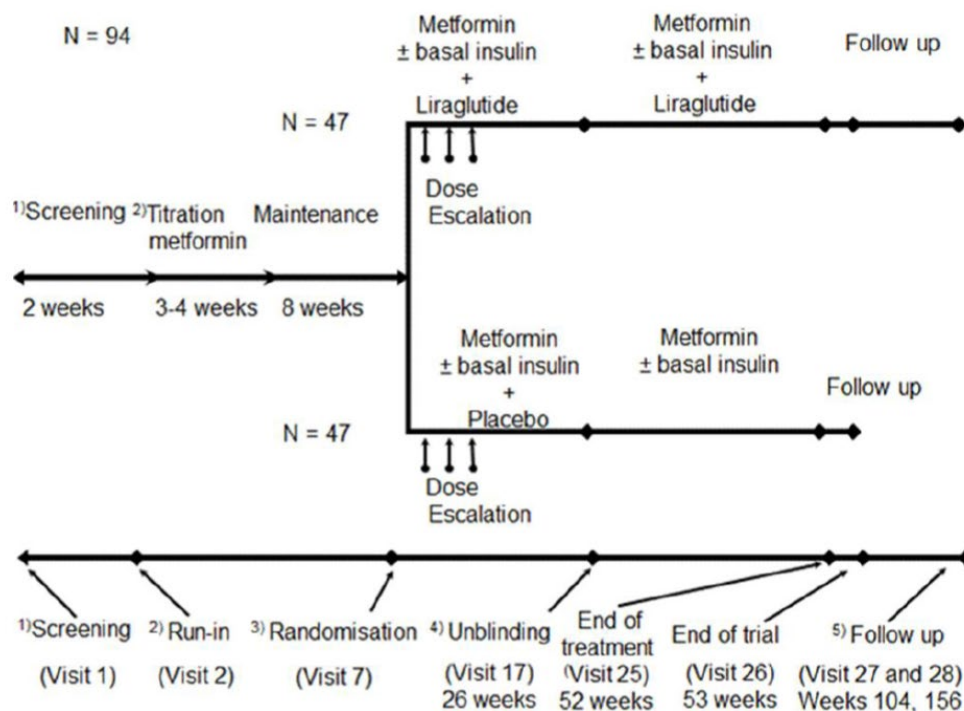 N = 94
Metformin
± basal insulin
+
Liraglutide
Metformin
± basal insulin
+
Liraglutide
Follow up
N = 47
Dose
Escalation
1)Screening
2)Titration
metformin
Maintenance
2 weeks
3-4 weeks
8 weeks
Metformin
± basal insulin
+
Placebo
Metformin
± basal insulin
Follow up
N = 47
Dose
Escalation
1)Screening
(Visit 1)
2) Run-in
(Visit 2)
3) Randomisation
(Visit 7)
4) Unblinding
(Visit 17)
26 weeks
End of
treatment
(Visit 25)
52 weeks
End of trial
(Visit 26)
53 weeks
5) Follow up
(Visit 27 and 28)
Weeks 104, 156